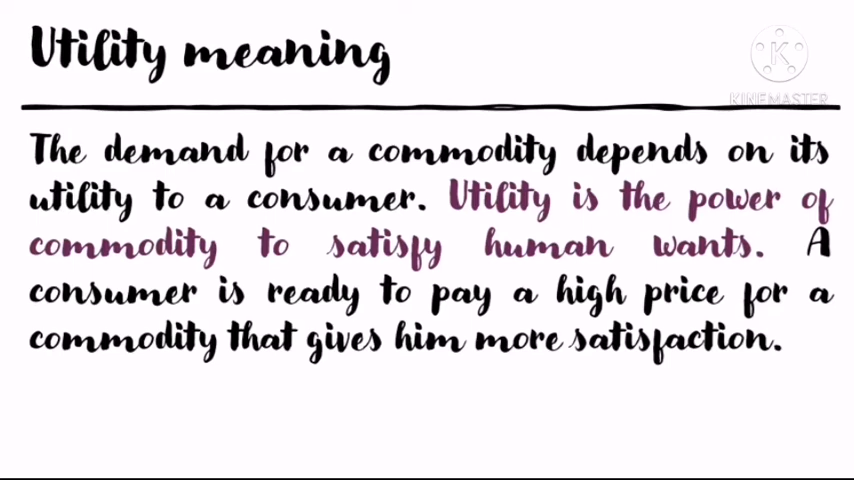 Utility meaning
KINEMASTER
The demand for a commodity depends on its
utility to a consumer. Utility is the power of
commodity to satisfy human wants. A
consumer is ready to pay a high price for a
commodity that gives him more satisfaction.